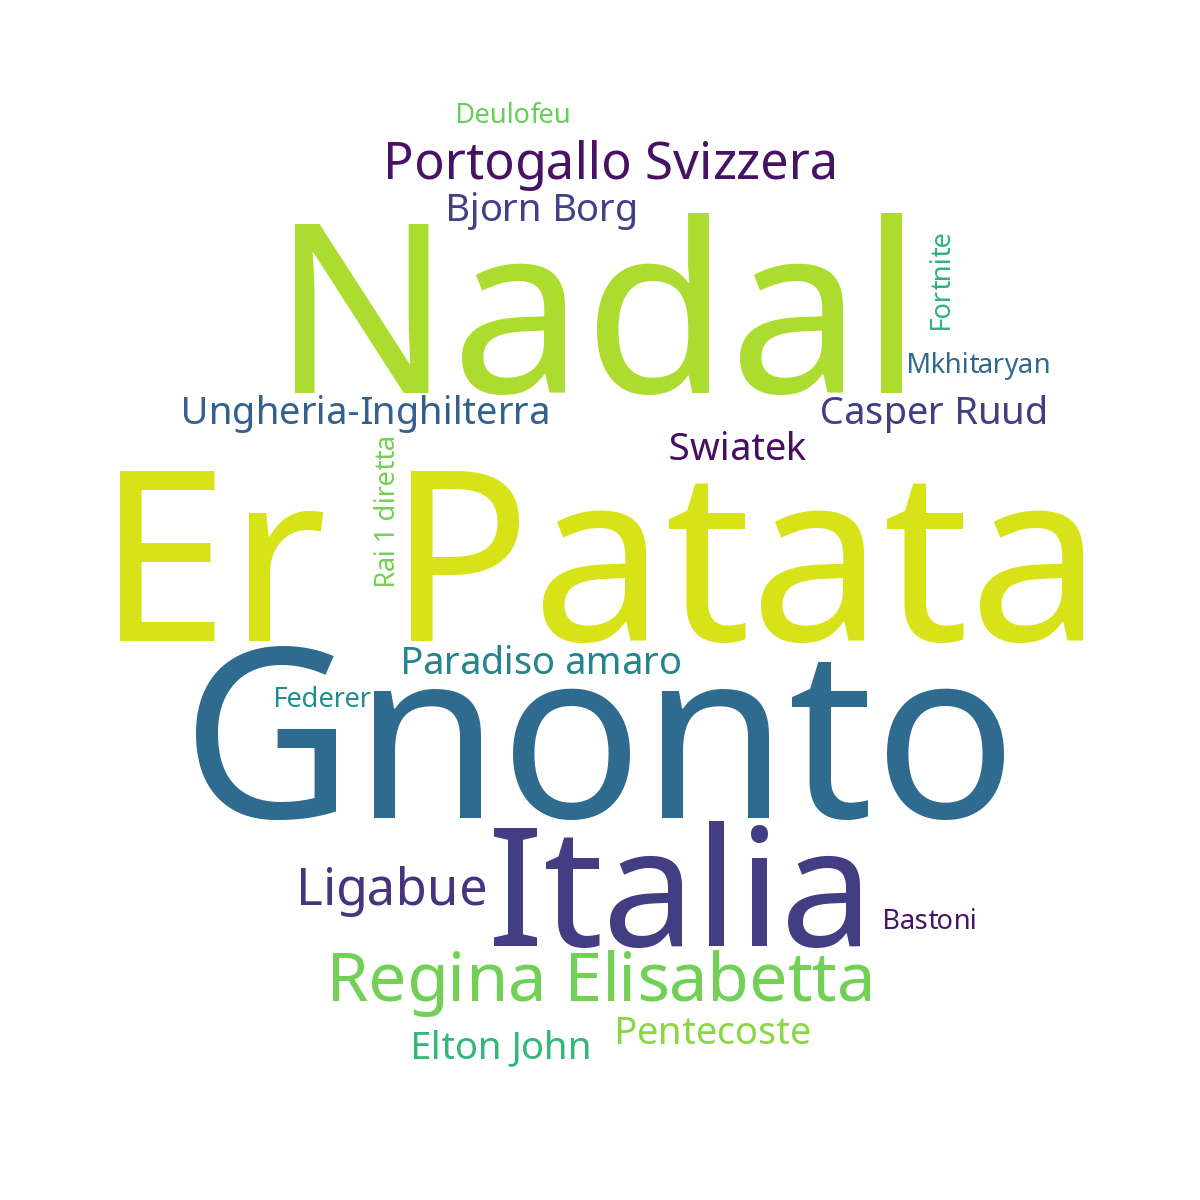 Deulofeu
Portogallo Svizzera
Bjorn Borg
Nadal
Fortnite
Mkhitaryan
Ungheria-Inghilterra
Casper Ruud
Swiatek
Rai 1 diretta
Er Patata
Paradiso amaro
Federer
Gnonto
Ligabue
Italia
Bastoni
Regina Elisabetta
Elton John
Pentecoste